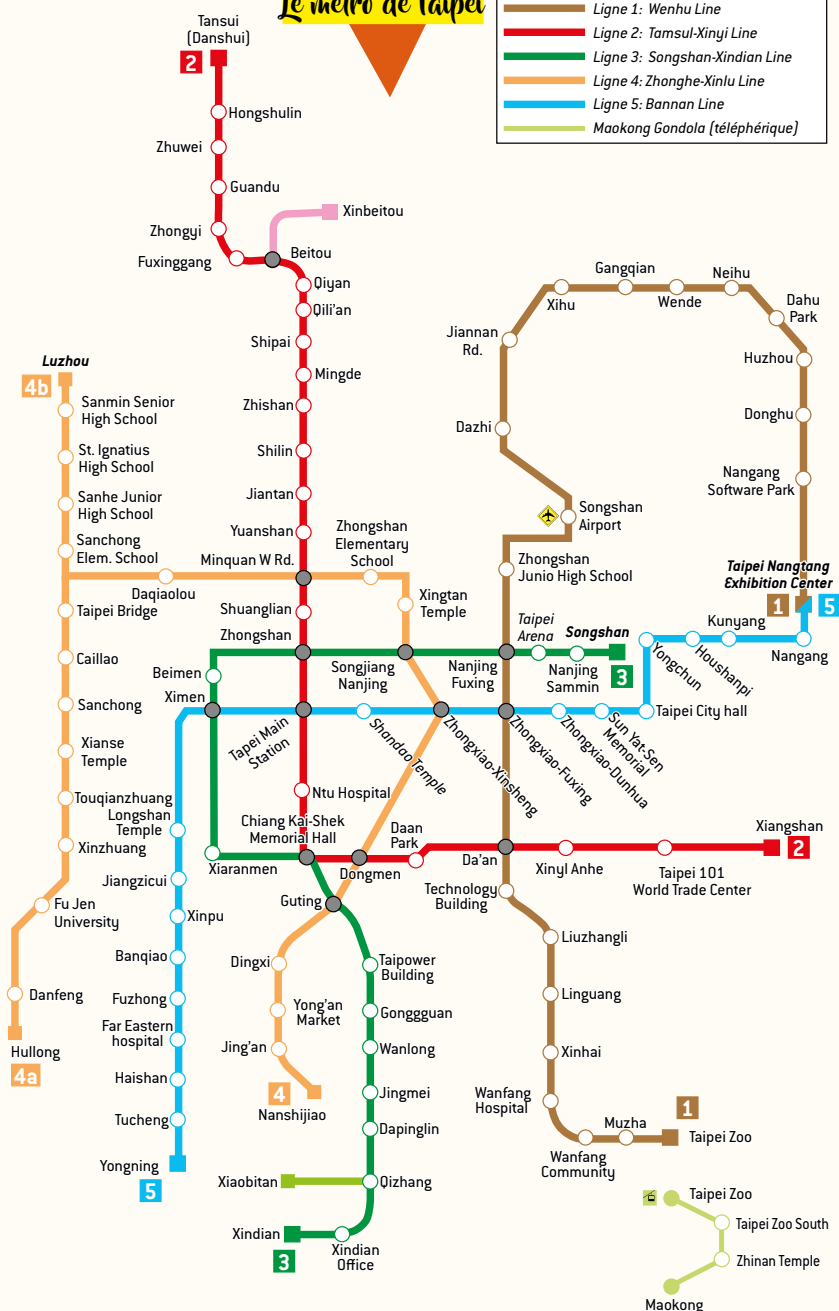 Le métro de Taipei
Ligne 1: Wenhu Line
Ligne 2: Tamsul-Xinyi Line
Ligne 3: Songshan-Xindian Line
Ligne 4: Zhonghe-Xinlu Line
Ligne 5: Bannan Line
Maokong Gondola (téléphérique)
Tansui
(Danshui)
2
Hongshulin
Zhuwei
Guandu
Zhongyi
Xinbeitou
Fuxinggang
Beitou
Qiyan
Qili'an
Shipai
Mingde
Zhishan
Shilin
Jiantan
Yuanshan
Minquan W Rd.
Shuanglian
Zhongshan
Luzhou
4b
Sanmin Senior
High School
St. Ignatius
High School
Sanhe Junior
High School
Sanchong
Elem. School
Daqiaolou
Zhongshan
Elementary
School
Xingtan
Temple
Taipei Bridge
Caillao
Sanchong
Xianse
Temple
Touqianzhuang
Xinzhuang
Fu Jen
University
Danfeng
Hullong
4a
Gangqian
Neihu
Xihu
Wende
Dahu
Park
Jiannan
Rd.
Huzhou
Dazhi
Donghu
Nangang
Software Park
Songshan
Airport
Zhongshan
Junio High School
Taipei Nangtang
Exhibition Center
1
5
Taipei
Arena
Songshan
3
Kunyang
Yongchun
Houshanpi
Nangang
Beimen
Songjiang
Nanjing
Nanjing
Fuxing
Nanjing
Sammin
Ximen
Tapei Main
Station
Shandao Temple
Zhongxiao-Xinsheng
Zhongxiao-Fuxing
Zhongxiao-Dunhua
Sun Yat-Sen
Memorial
Taipei City hall
Ntu Hospital
Longshan
Temple
Chiang Kai-Shek
Memorial Hall
Daan
Park
Xiangshan
2
Xiaranmen
Dongmen
Da'an
Xinyl Anhe
Taipei 101
World Trade Center
Jiangzicui
Guting
Technology
Building
Xinpu
Liuzhangli
Banqiao
Dingxi
Taipower
Building
Fuzhong
Yong'an
Market
Gonggguan
Linguang
Far Eastern
hospital
Jing'an
Wanlong
Xinhai
Haishan
4
Nanshijiao
Jingmei
Wanfang
Hospital
Tucheng
Dapinglin
Muzha
1
Taipei Zoo
Yongning
5
Wanfang
Community
Xiaobitan
Qizhang
Taipei Zoo
Taipei Zoo South
Xindian
3
Xindian
Office
Zhinan Temple
Maokong